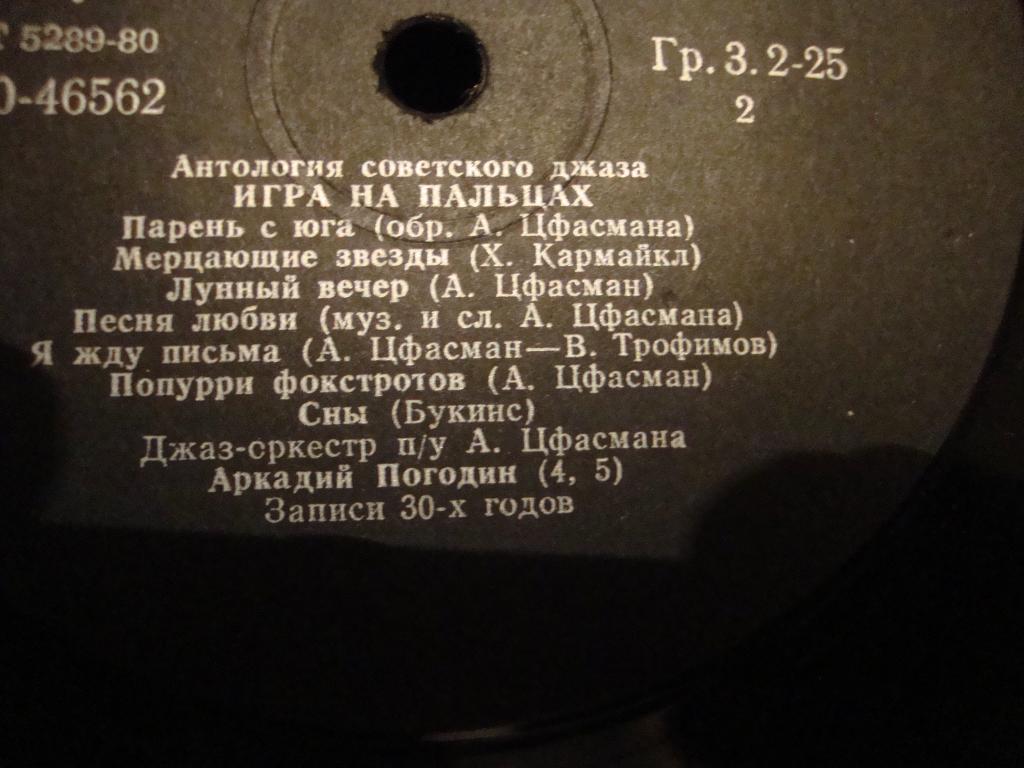 5289-80
0-46562
Гр. 3. 2-25
2
Антология советского джаза
ИГРА НА ПАЛЬЦАХ
Парень с юга (обр. А. Цфасмана)
Мерцающие звезды (Х. Кармайкл)
Лунный вечер (А. Цфасман)
Песня любви (муз. и сл. А. Цфасмана)
Я жду письма (А. Цфасман—В. Трофимов)
Попурри фокстротов (А. Цфасман)
Сны (Букинс)
Джаз-оркестр п/у А. Цфасмана
Аркадий Погодин (4, 5)
Записи 30-х годов